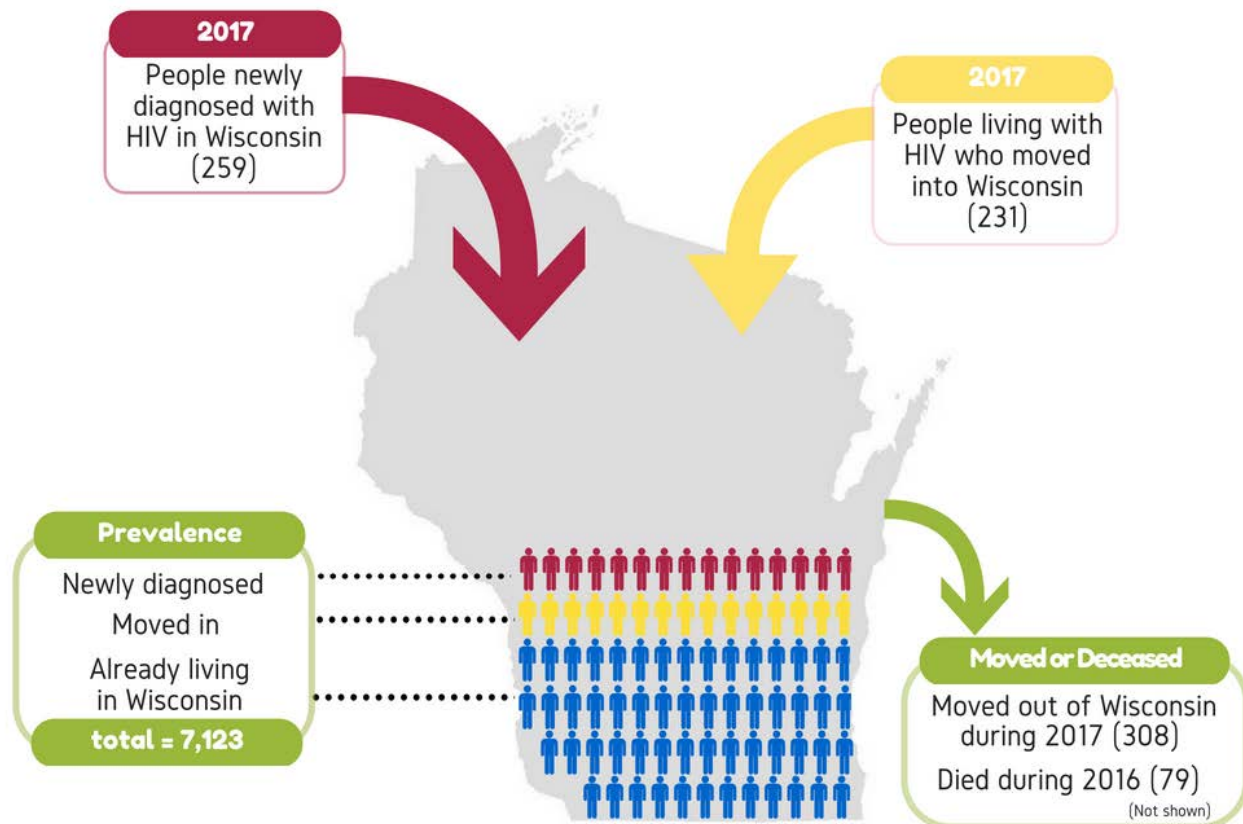 2017
People newly
diagnosed with
HIV in Wisconsin
(259)
2017
People living with
HIV who moved
into Wisconsin
(231)
Prevalence
Newly diagnosed
Moved in
Already living
in Wisconsin
total = 7,123
Moved or Deceased
Moved out of Wisconsin
during 2017 (308)
Died during 2016 (79)
(Not shown)